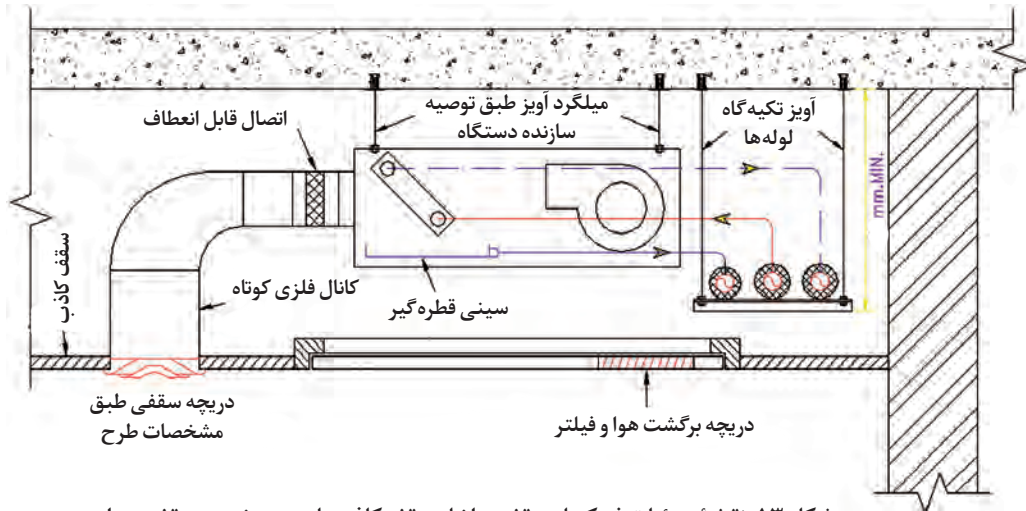 میلگرد آویز طبق توصیه
سازنده دستگاه
آویز تکیه‌گاه
لوله‌ها
اتصال قابل انعطاف
mm.MIN.
سقف کاذب
کانال فلزی کوتاه
سینی قطره‌گیر
دریچه سقفی طبق
مشخصات طرح
دریچه برگشت هوا و فیلتر